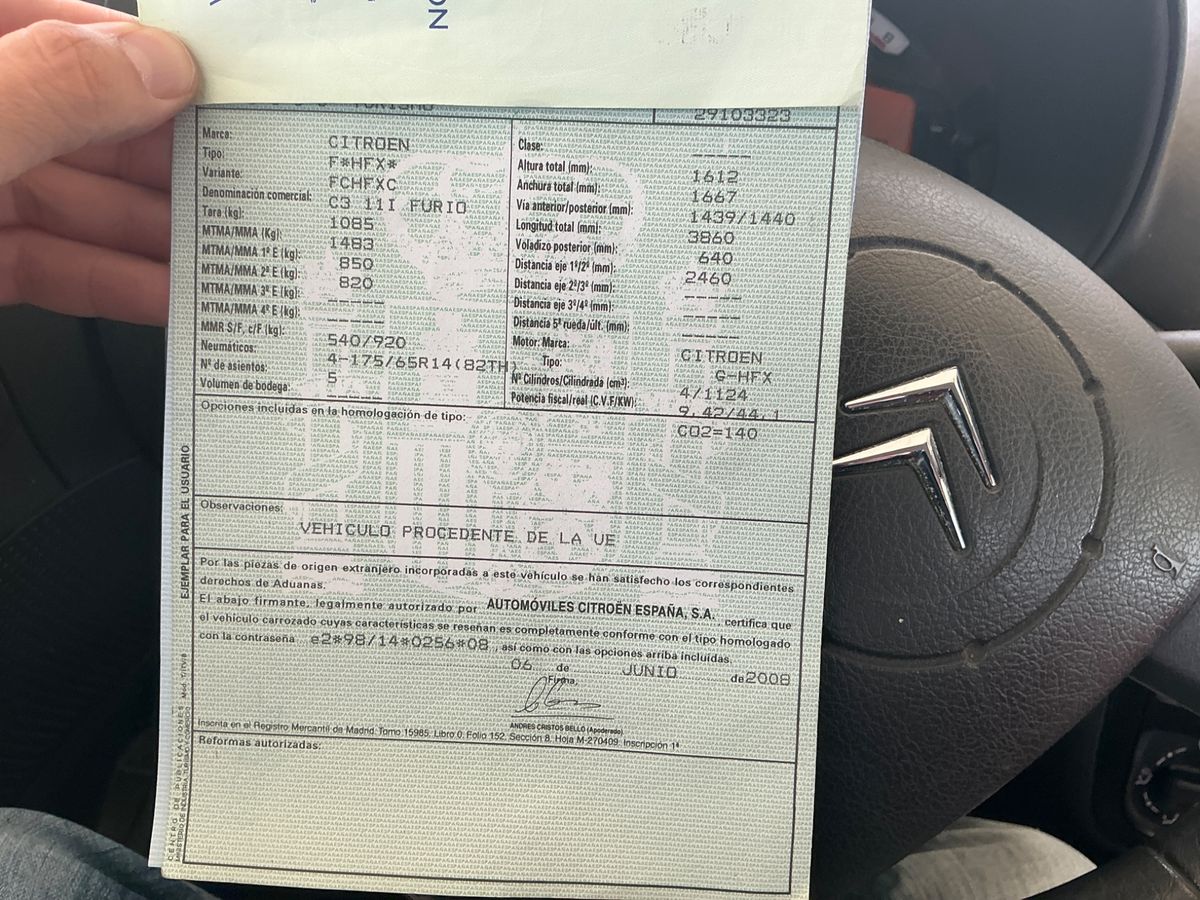 TURISMO
29103323
Marca: CITROEN
Tipo: F*HFX*
Variante: FCHFXC
Denominación comercial: C3 11I FURIO
Tara (kg): 1085
MTMA/MMA (Kg): 1483
MTMA/MMA 1º E (kg): 850
MTMA/MMA 2º E (kg): 820
MTMA/MMA 3º E (kg): -----
MTMA/MMA 4º E (kg): -----
MMR S/F. c/F (kg): 540/920
Neumáticos: 4-175/65R14(82TH)
Nº de asientos: 5
Volumen de bodega: -----
Clase: -----
Altura total (mm): 1612
Anchura total (mm): 1667
Vía anterior/posterior (mm): 1439/1440
Longitud total (mm): 3860
Voladizo posterior (mm): 640
Distancia eje 1º/2º (mm): 2460
Distancia eje 2º/3º (mm): -----
Distancia eje 3º/4º (mm): -----
Distancia 5ª rueda/últ. (mm): -----
Motor: Marca: CITROEN
Tipo: G-HFX
Nº Cilindros/Cilindrada (cm³): 4/1124
Potencia fiscal/real (C.V.F/KW): 9,42/44,1
Opciones incluidas en la homologación de tipo:
CO2=140
Observaciones:
VEHICULO PROCEDENTE DE LA UE
Por las piezas de origen extranjero incorporadas a este vehículo se han satisfecho los correspondientes
derechos de Aduanas.
El abajo firmante, legalmente autorizado por AUTOMÓVILES CITROËN ESPAÑA, S.A. certifica que
el vehículo carrozado cuyas características se reseñan es completamente conforme con el tipo homologado
con la contraseña e2*98/14*0256*08, así como con las opciones arriba incluidas.
06 de JUNIO de 2008
Firma,
ANDRES CRISTOS BELLO (Apoderado)
Inscrita en el Registro Mercantil de Madrid. Tomo 15985, Libro 0, Folio 152, Sección 8, Hoja M-270409, Inscripción 1ª
Reformas autorizadas:
EJEMPLAR PARA EL USUARIO
CENTRO DE PUBLICACIONES